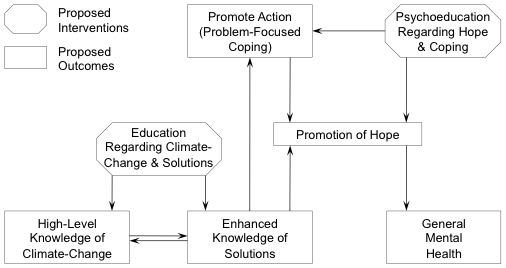 Proposed
Interventions
Proposed
Outcomes
Promote Action
(Problem-Focused
Coping)
Psychoeducation
Regarding Hope
& Coping
Promotion of Hope
Education
Regarding Climate-
Change & Solutions
High-Level
Knowledge of
Climate-Change
Enhanced
Knowledge of
Solutions
General
Mental
Health